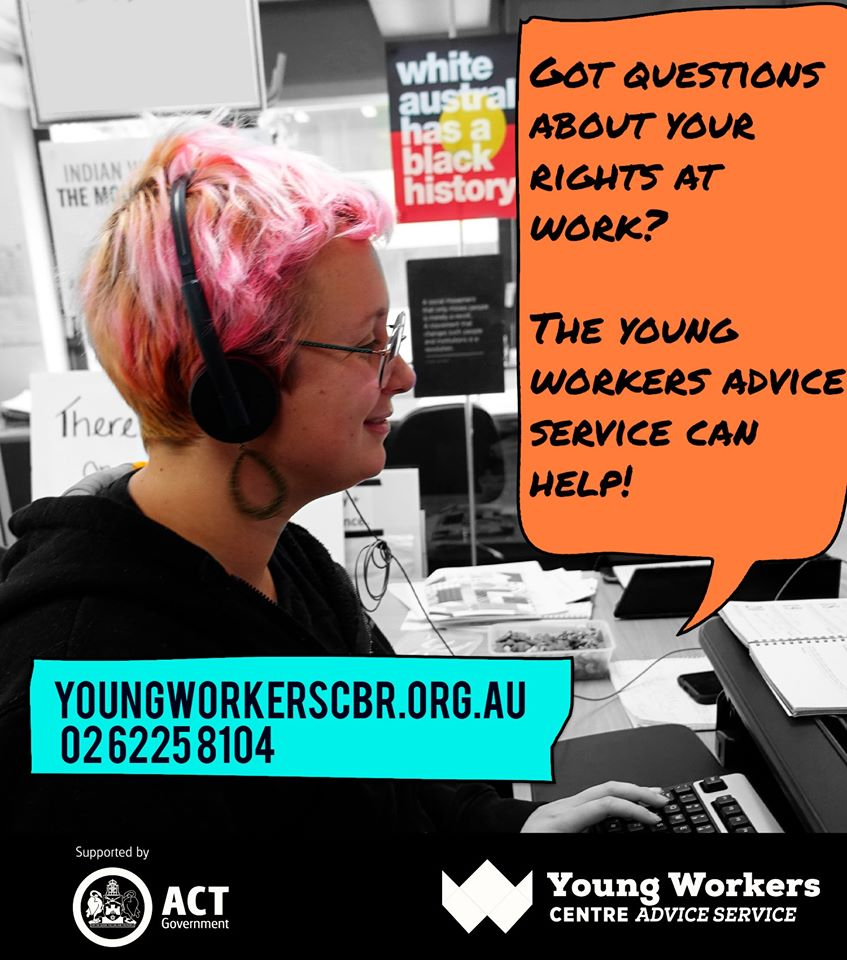 white
austral
has a
black
history
INDIAN
THE MO
There
GOT QUESTIONS
ABOUT YOUR
RIGHTS AT
WORK?
THE YOUNG
WORKERS ADVICE
SERVICE CAN
HELP!
YOUNGWORKERSCBR.ORG.AU
02 6225 8104
Supported by
ACT
Government
Young Workers
CENTRE ADVICE SERVICE